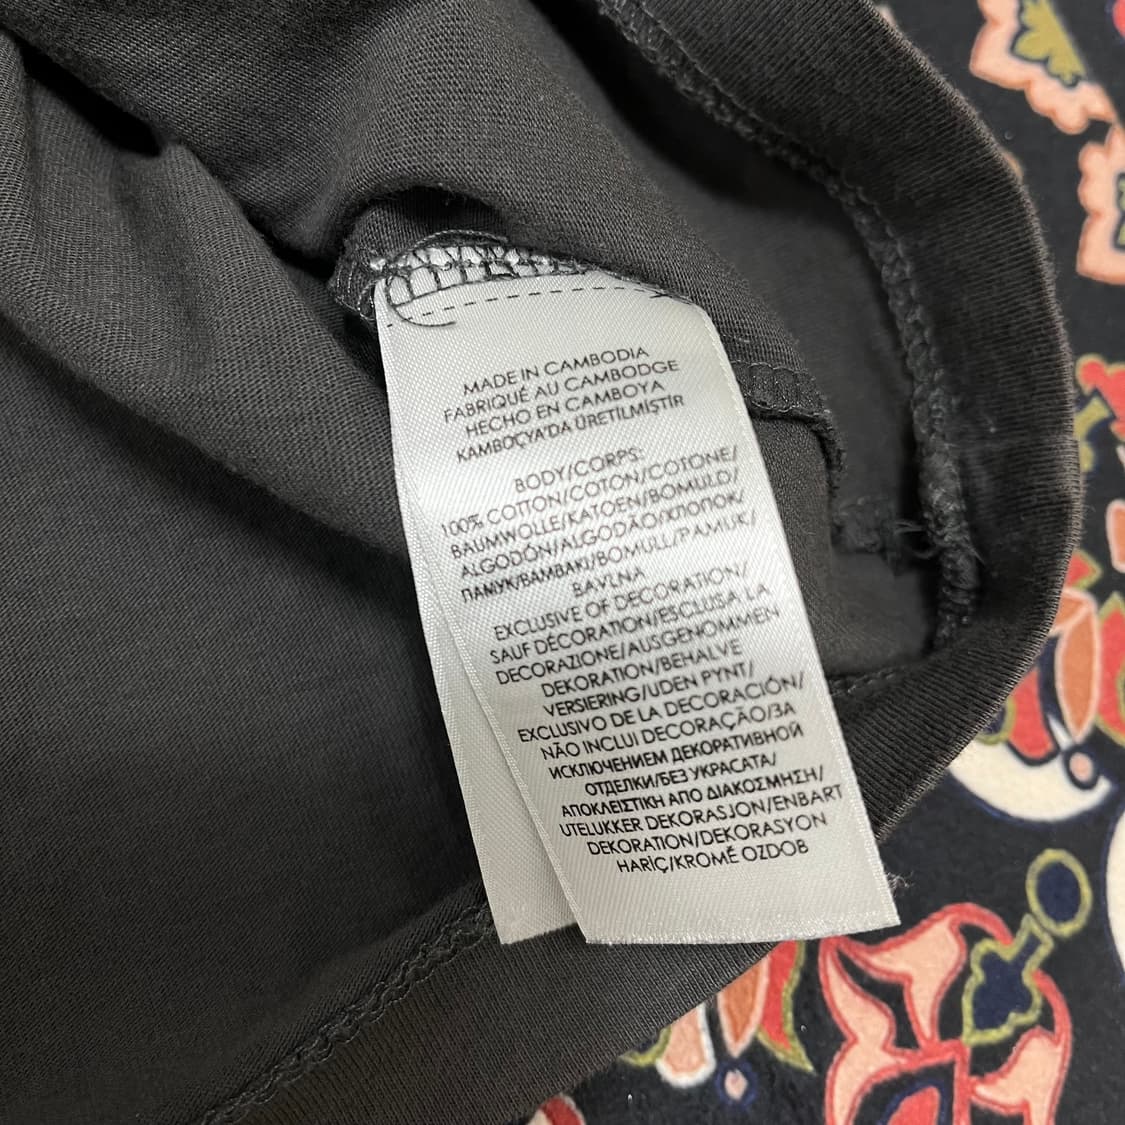 MADE IN CAMBODIA
FABRIQUÉ AU CAMBODGE
HECHO EN CAMBOYA
KAMBOÇYA'DA ÜRETİLMİŞTİR
BODY/CORPS:
100% COTTON/COTON/COTONE/
BAUMWOLLE/KATOEN/BOMULD/
ALGODÓN/ALGODÃO/ХЛОПОК/
ПАМУК/ΒΑΜΒΑΚΙ/BOMULL/PAMUK/
BAVLNA
EXCLUSIVE OF DECORATION/
SAUF DÉCORATION/ESCLUSA LA
DECORAZIONE/AUSGENOMMEN
DEKORATION/BEHALVE
VERSIERING/UDEN PYNT/
EXCLUSIVO DE LA DECORACIÓN/
NÃO INCLUI DECORAÇÃO/ЗА
ИСКЛЮЧЕНИЕМ ДЕКОРАТИВНОЙ
ОТДЕЛКИ/БЕЗ УКРАСАТА/
ΑΠΟΚΛΕΙΣΤΙΚΗ ΑΠΟ ΔΙΑΚΟΣΜΗΣΗ/
UTELUKKER DEKORASJON/ENBART
DEKORATION/DEKORASYON
HARİÇ/KROMĚ OZDOB